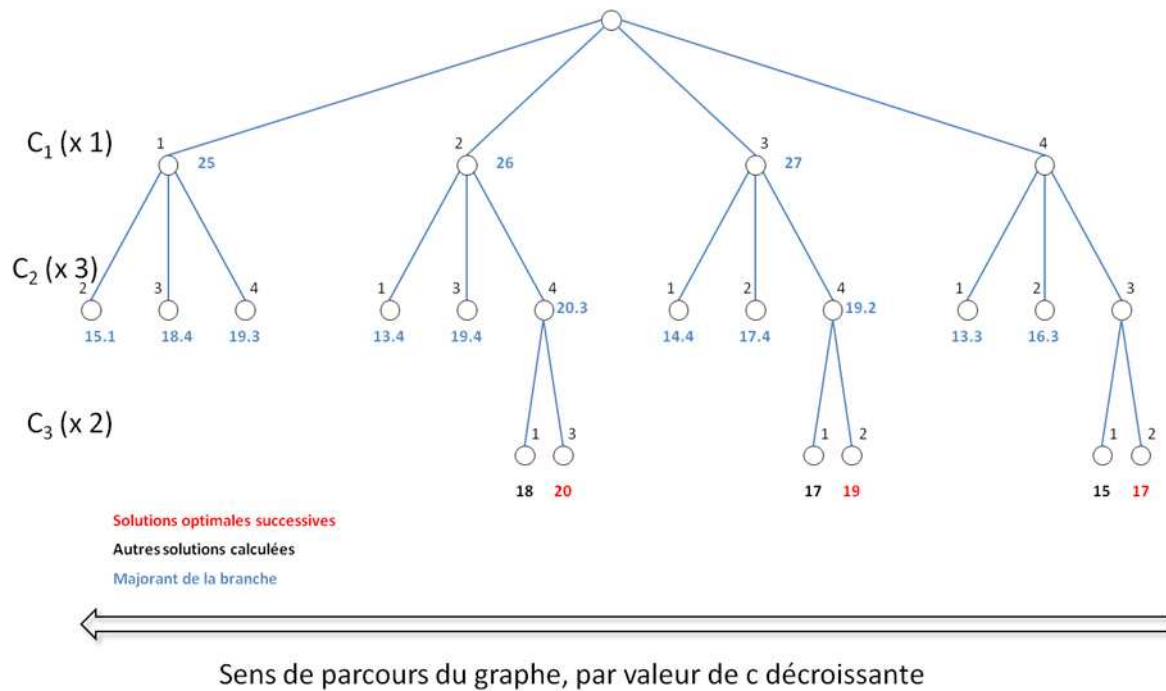 C1 (x 1)
1 25 2 26 3 27 4
C2 (x 3)
2 3 4 1 3 4 20.3 1 2 4 19.2 1 2 3
15.1 18.4 19.3 13.4 19.4 14.4 17.4 13.3 16.3
C3 (x 2)
1 3 1 2 1 2
18 20 17 19 15 17
Solutions optimales successives
Autres solutions calculées
Majorant de la branche
Sens de parcours du graphe, par valeur de c décroissante